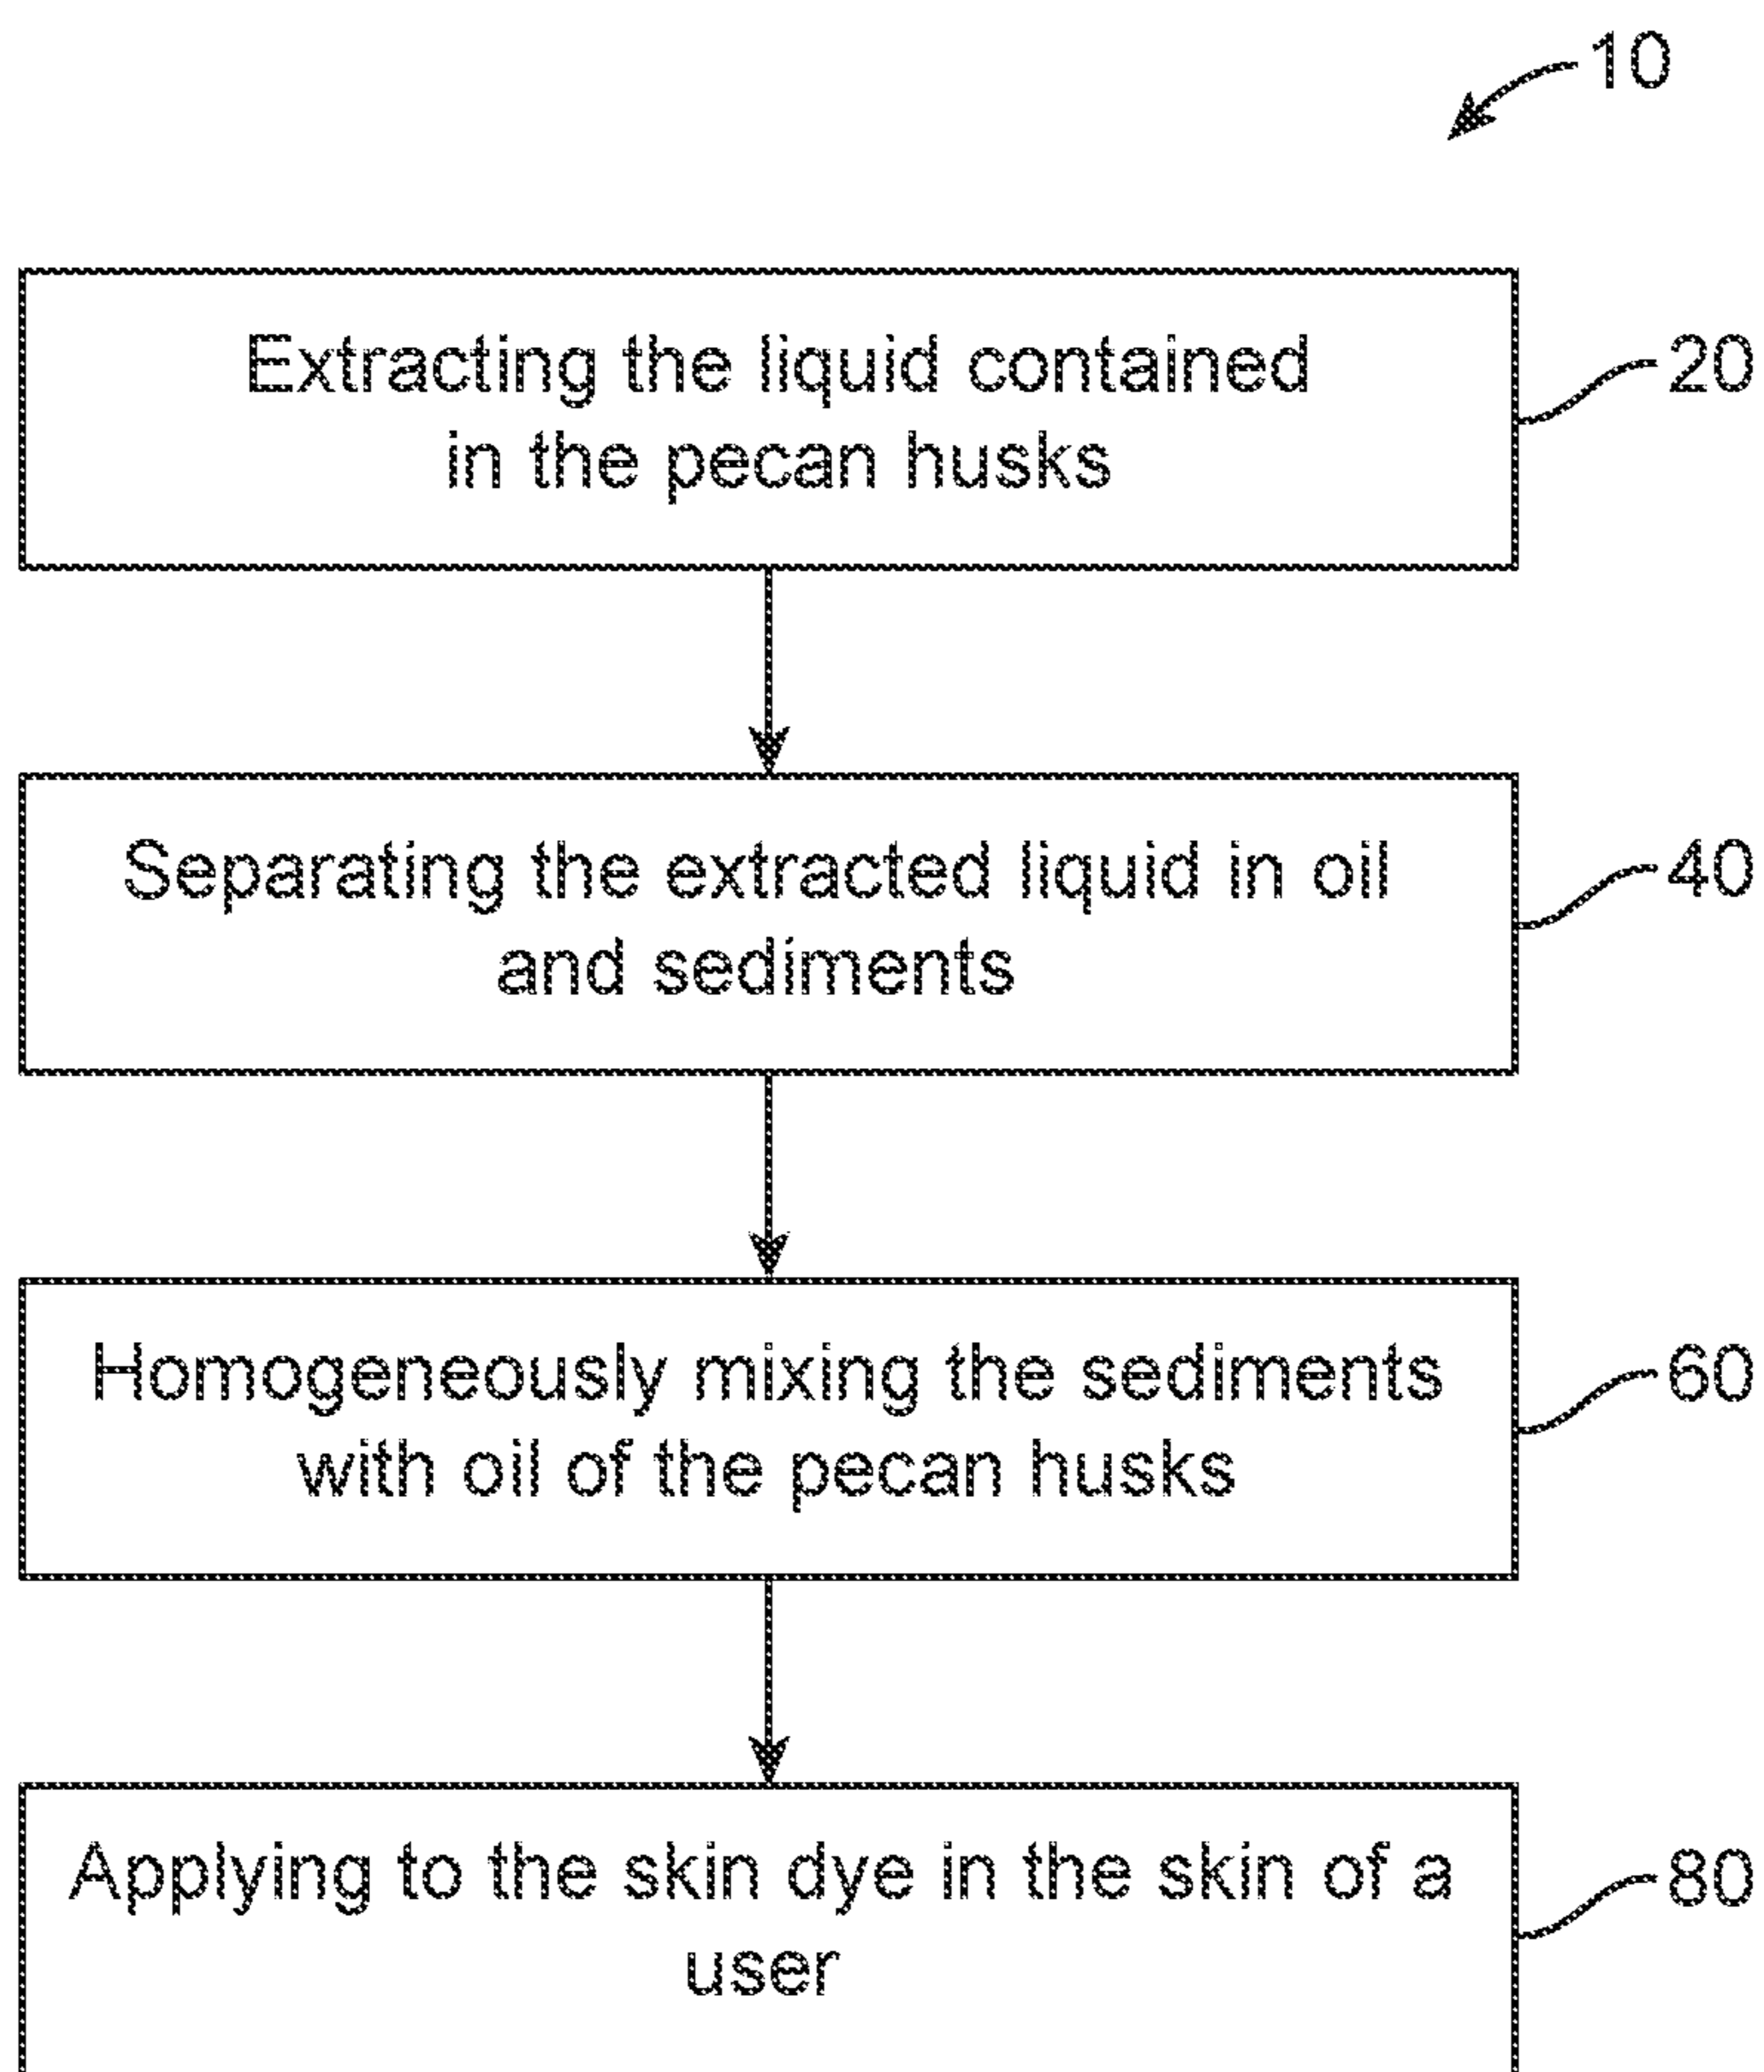 10
Extracting the liquid contained
in the pecan husks
20
Separating the extracted liquid in oil
and sediments
40
Homogeneously mixing the sediments
with oil of the pecan husks
60
Applying to the skin dye in the skin of a
user
80